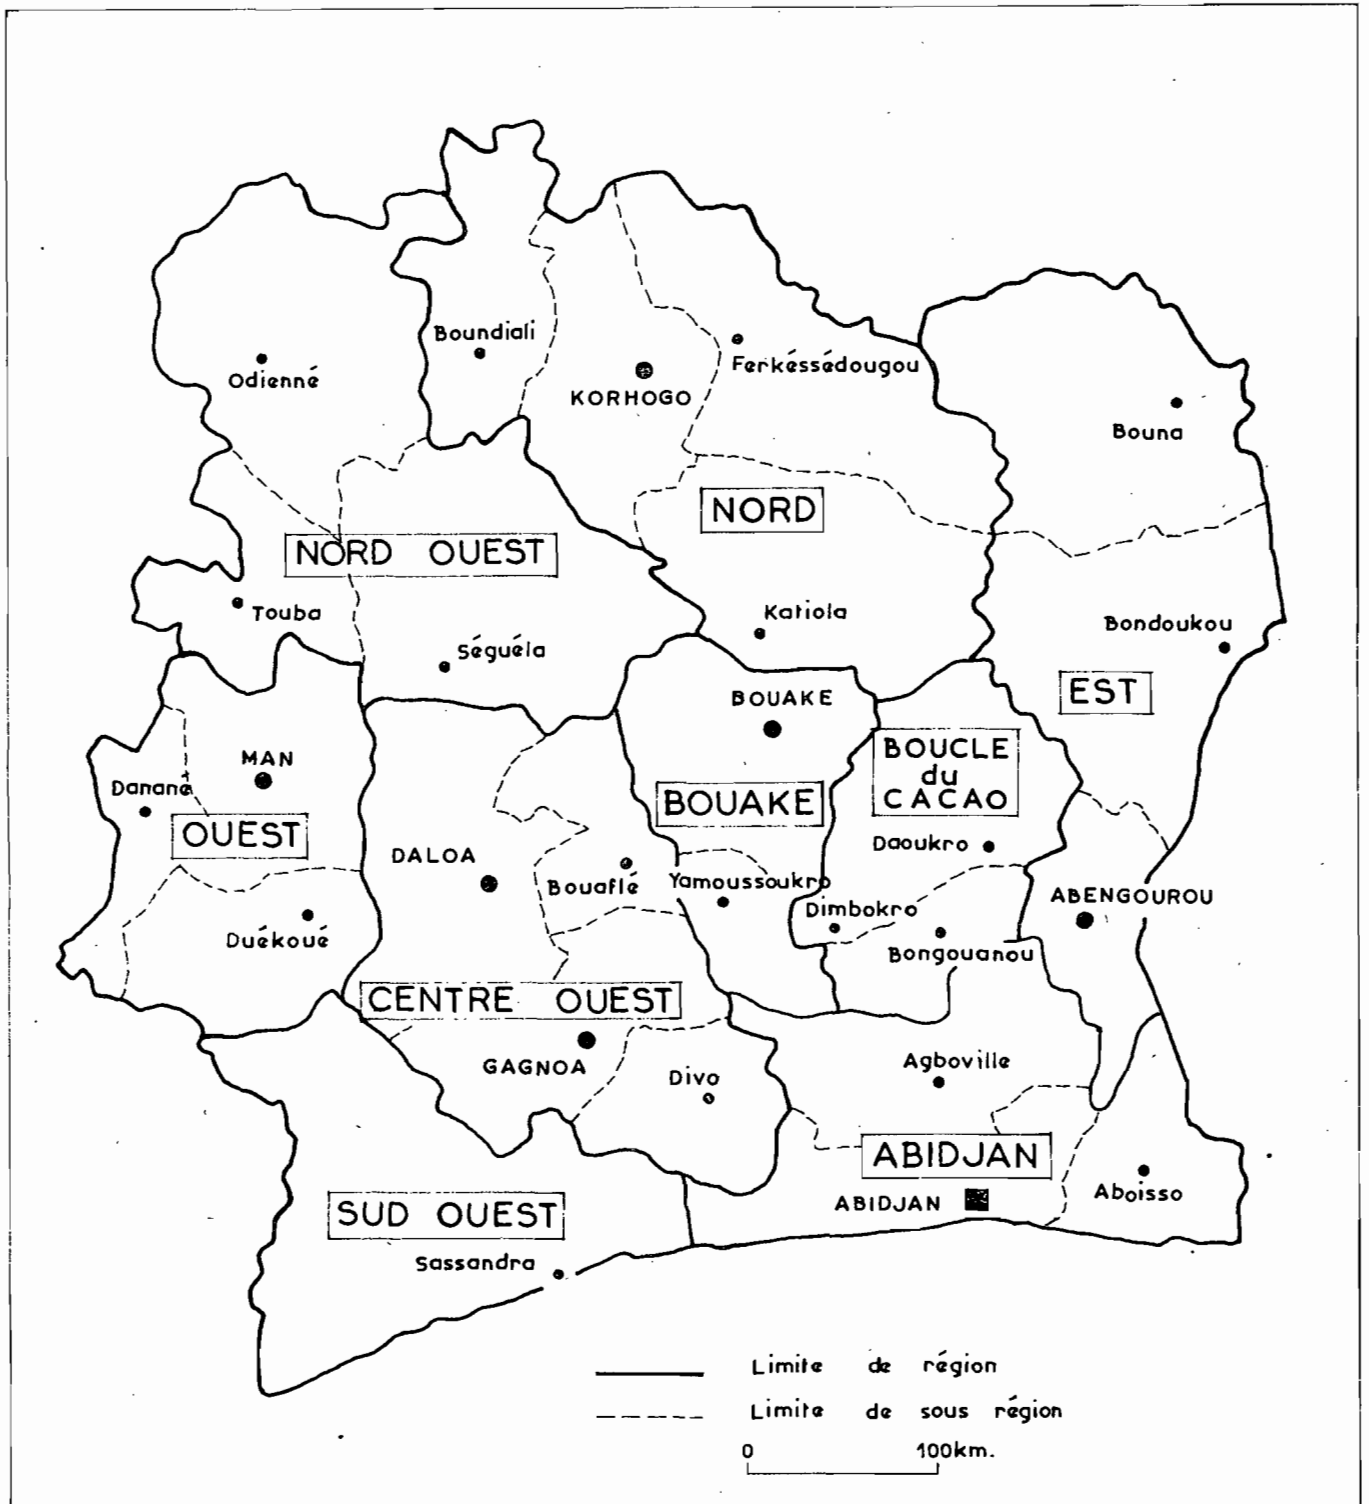 Boundiali
Odienné
Ferkéssédougou
KORHOGO
Bouna
NORD
NORD OUEST
Touba
Katiola
Bondoukou
Séguéla
EST
BOUAKE
MAN
BOUCLE
du
CACAO
Danané
BOUAKE
OUEST
Daoukro
DALOA
Bouaflé
Yamoussoukro
ABENGOUROU
Dimbokro
Duékoué
Bongouanou
CENTRE OUEST
GAGNOA
Divo
Agboville
ABIDJAN
Aboisso
ABIDJAN
SUD OUEST
Sassandra
Limite de région
Limite de sous région
0 100km.